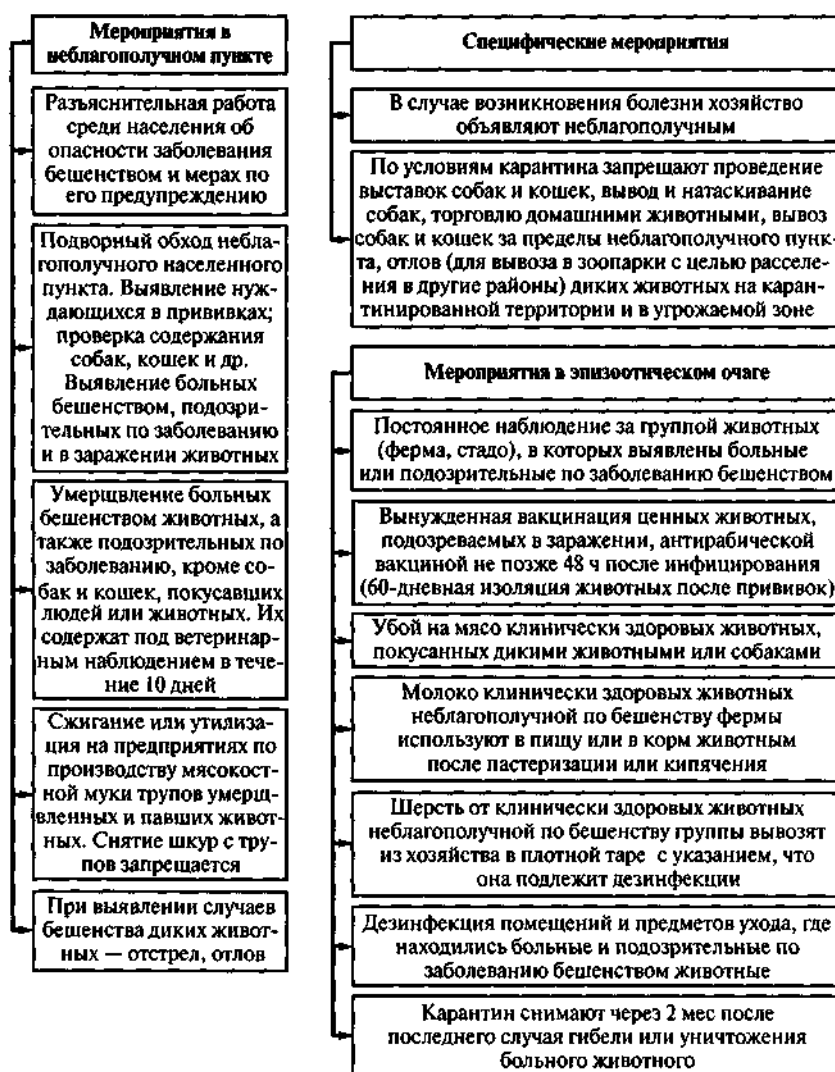 Мероприятия в
неблагополучном пункте
Разъяснительная работа
среди населения об
опасности заболевания
бешенством и мерах по
его предупреждению
Подворный обход небла-
гополучного населенного
пункта. Выявление нуж-
дающихся в прививках;
проверка содержания
собак, кошек и др.
Выявление больных
бешенством, подозри-
тельных по заболеванию
и в заражении животных
Умерщвление больных
бешенством животных, а
также подозрительных по
заболеванию, кроме со-
бак и кошек, покусавших
людей или животных. Их
содержат под ветеринар-
ным наблюдением в тече-
ние 10 дней
Сжигание или утилиза-
ция на предприятиях по
производству мясокост-
ной муки трупов умерщ-
вленных и павших живот-
ных. Снятие шкур с тру-
пов запрещается
При выявлении случаев
бешенства диких живот-
ных — отстрел, отлов
Специфические мероприятия
В случае возникновения болезни хозяйство
объявляют неблагополучным
По условиям карантина запрещают проведение
выставок собак и кошек, вывод и натаскивание
собак, торговлю домашними животными, вывоз
собак и кошек за пределы неблагополучного пунк-
та, отлов (для вывоза в зоопарки с целью расселе-
ния в другие районы) диких животных на каран-
тинированной территории и в угрожаемой зоне
Мероприятия в эпизоотическом очаге
Постоянное наблюдение за группой животных
(ферма, стадо), в которых выявлены больные
или подозрительные по заболеванию бешенством
Вынужденная вакцинация ценных животных,
подозреваемых в заражении, антирабической
вакциной не позже 48 ч после инфицирования
(60-дневная изоляция животных после прививок)
Убой на мясо клинически здоровых животных,
покусанных дикими животными или собаками
Молоко клинически здоровых животных
неблагополучной по бешенству фермы
используют в пищу или в корм животным
после пастеризации или кипячения
Шерсть от клинически здоровых животных
неблагополучной по бешенству группы вывозят
из хозяйства в плотной таре с указанием, что
она подлежит дезинфекции
Дезинфекция помещений и предметов ухода, где
находились больные и подозрительные по
заболеванию бешенством животные
Карантин снимают через 2 мес после
последнего случая гибели или уничтожения
больного животного